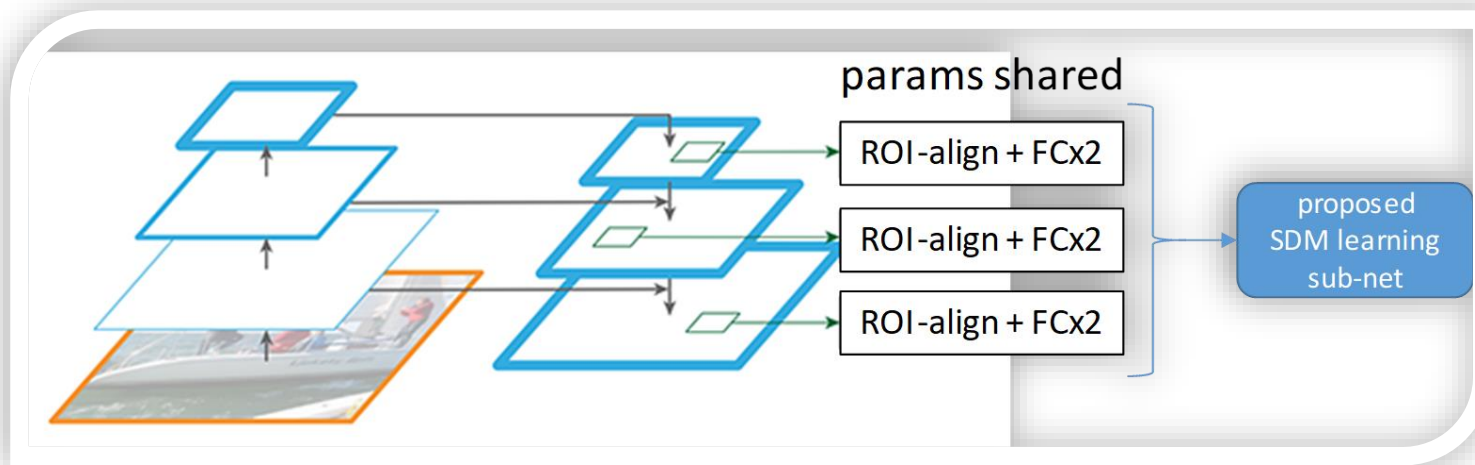 params shared
ROI-align + FCx2
ROI-align + FCx2
ROI-align + FCx2
proposed
SDM learning
sub-net